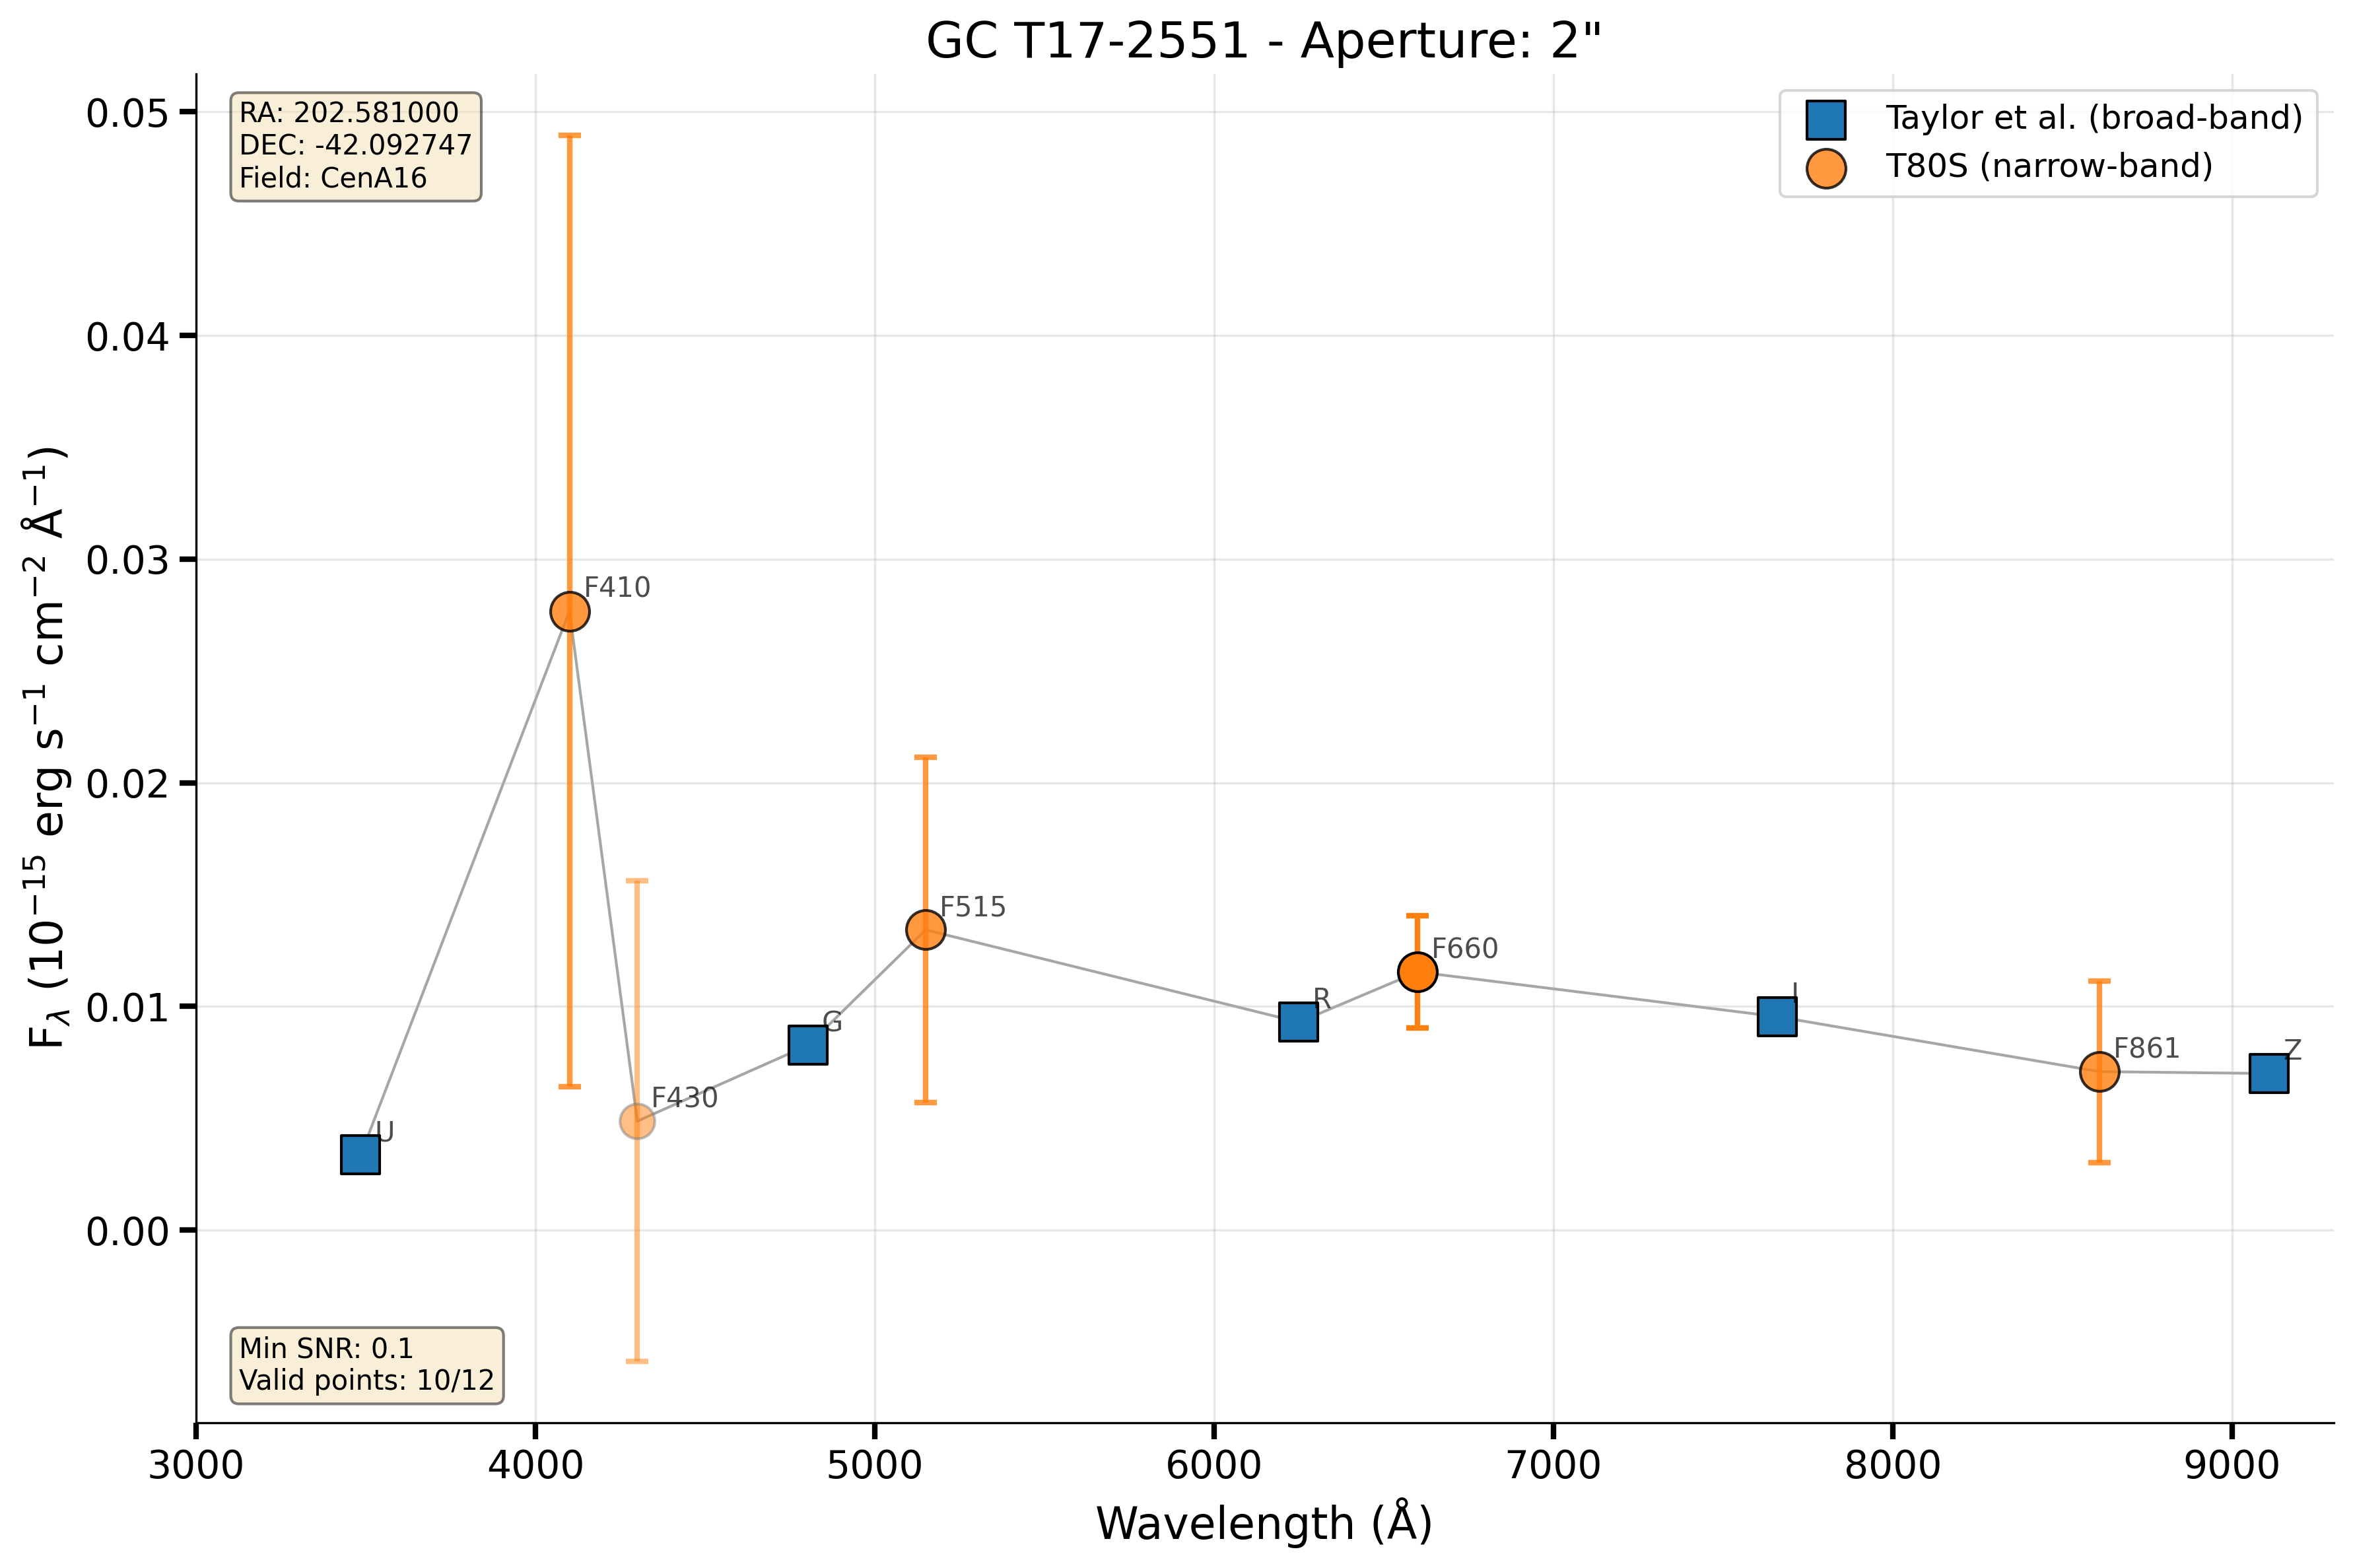 GC T17-2551 - Aperture: 2"
RA: 202.581000
DEC: -42.092747
Field: CenA16
Taylor et al. (broad-band)
T80S (narrow-band)
0.05
0.04
0.03
0.02
0.01
0.00
F410
F515
F660
R
I
G
F861
Z
F430
U
Min SNR: 0.1
Valid points: 10/12
3000 4000 5000 6000 7000 8000 9000
Wavelength (Å)
Fλ (10⁻¹⁵ erg s⁻¹ cm⁻² Å⁻¹)